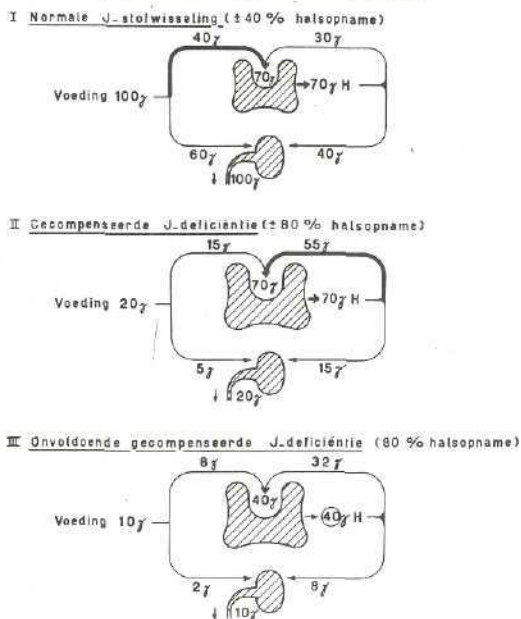 I Normale J-stofwisseling (± 40 % halsopname)
40γ 30γ
70γ
Voeding 100γ → 70γ H
60γ 40γ
↓ 100γ
II Gecompenseerde J-deficiëntie (± 80 % halsopname)
15γ 55γ
70γ
Voeding 20γ → 70γ H
5γ 15γ
↓ 20γ
III Onvoldoende gecompenseerde J-deficiëntie (80 % halsopname)
8γ 32γ
40γ
Voeding 10γ → 40γ H
2γ 8γ
↓ 10γ